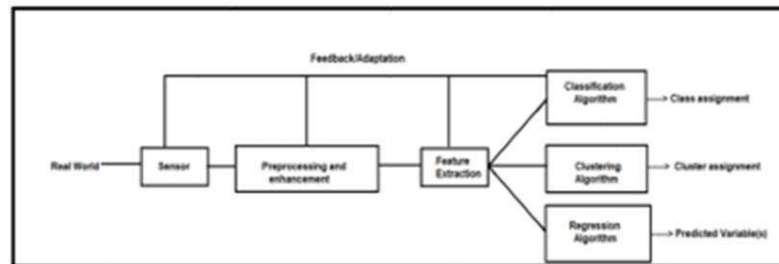 Feedback/Adaptation
Classification
Algorithm
Class assignment
Real World
Sensor
Preprocessing and
enhancement
Feature
Extraction
Clustering
Algorithm
Cluster assignment
Regression
Algorithm
Predicted Variable(s)